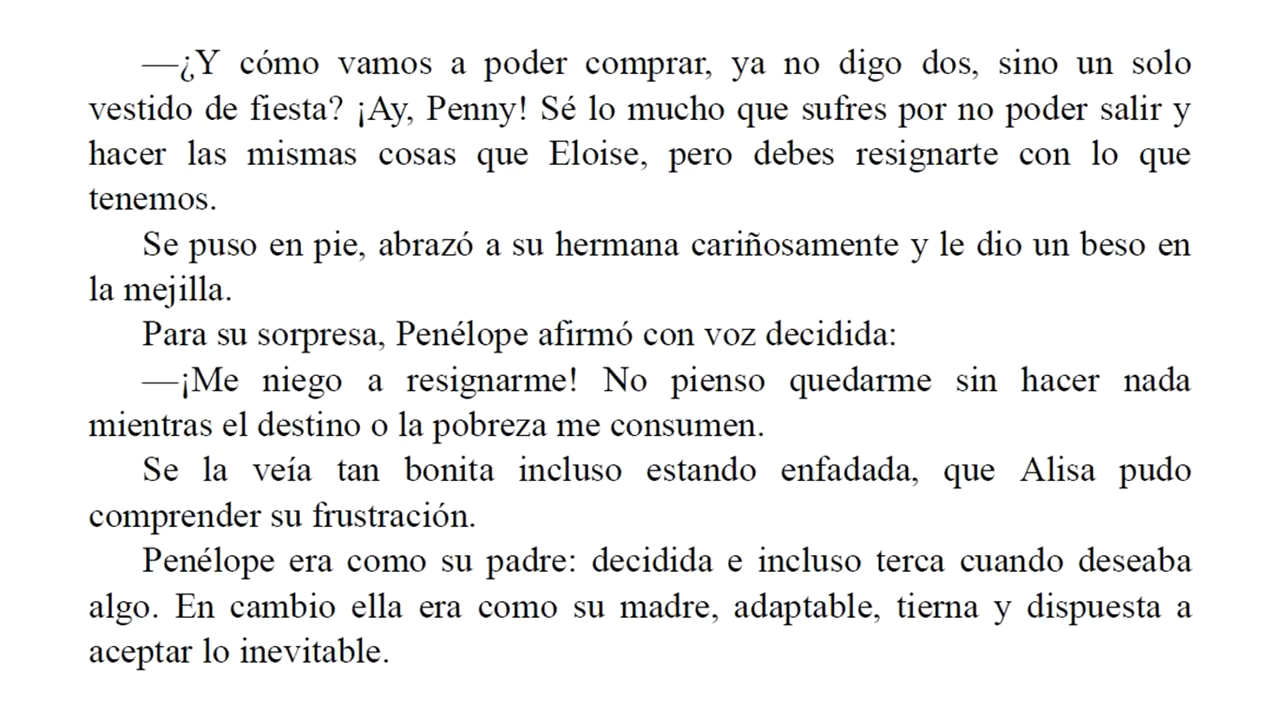 —¿Y cómo vamos a poder comprar, ya no digo dos, sino un solo
vestido de fiesta? ¡Ay, Penny! Sé lo mucho que sufres por no poder salir y
hacer las mismas cosas que Eloise, pero debes resignarte con lo que
tenemos.
Se puso en pie, abrazó a su hermana cariñosamente y le dio un beso en
la mejilla.
Para su sorpresa, Penélope afirmó con voz decidida:
—¡Me niego a resignarme! No pienso quedarme sin hacer nada
mientras el destino o la pobreza me consumen.
Se la veía tan bonita incluso estando enfadada, que Alisa pudo
comprender su frustración.
Penélope era como su padre: decidida e incluso terca cuando deseaba
algo. En cambio ella era como su madre, adaptable, tierna y dispuesta a
aceptar lo inevitable.